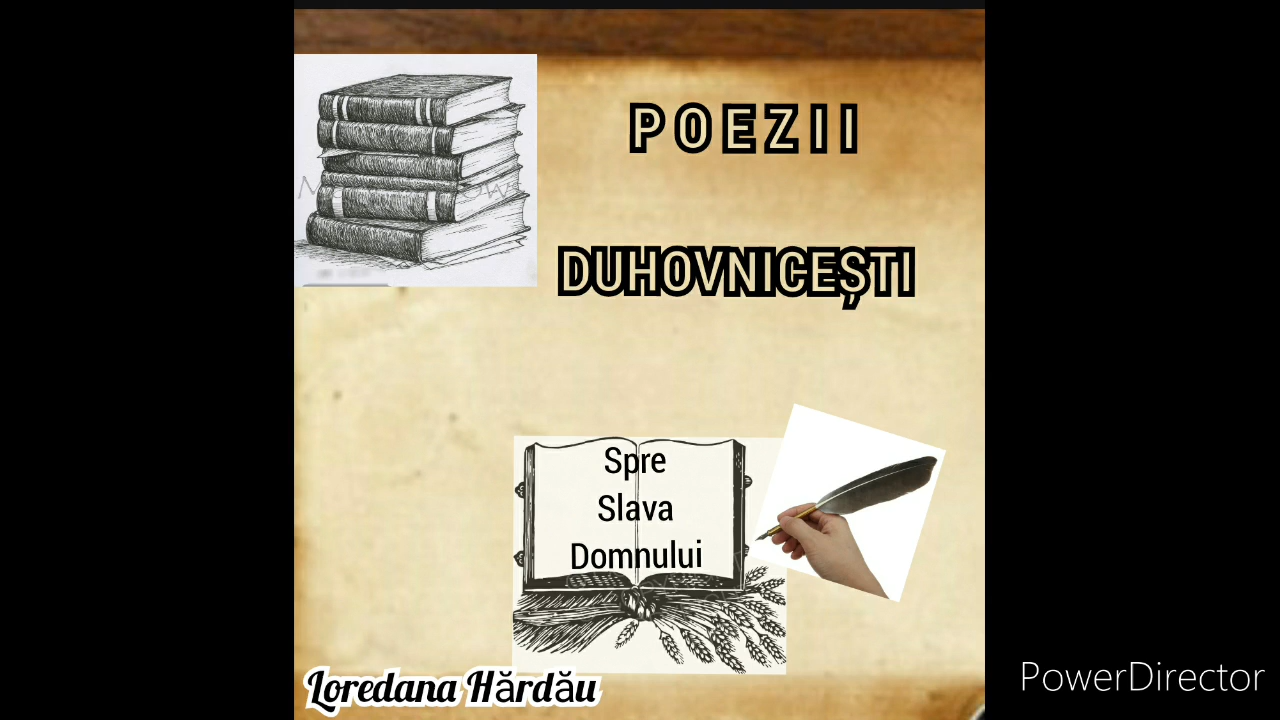 POEZII
DUHOVNICEȘTI
Spre
Slava
Domnului
Loredana Hărdău
PowerDirector